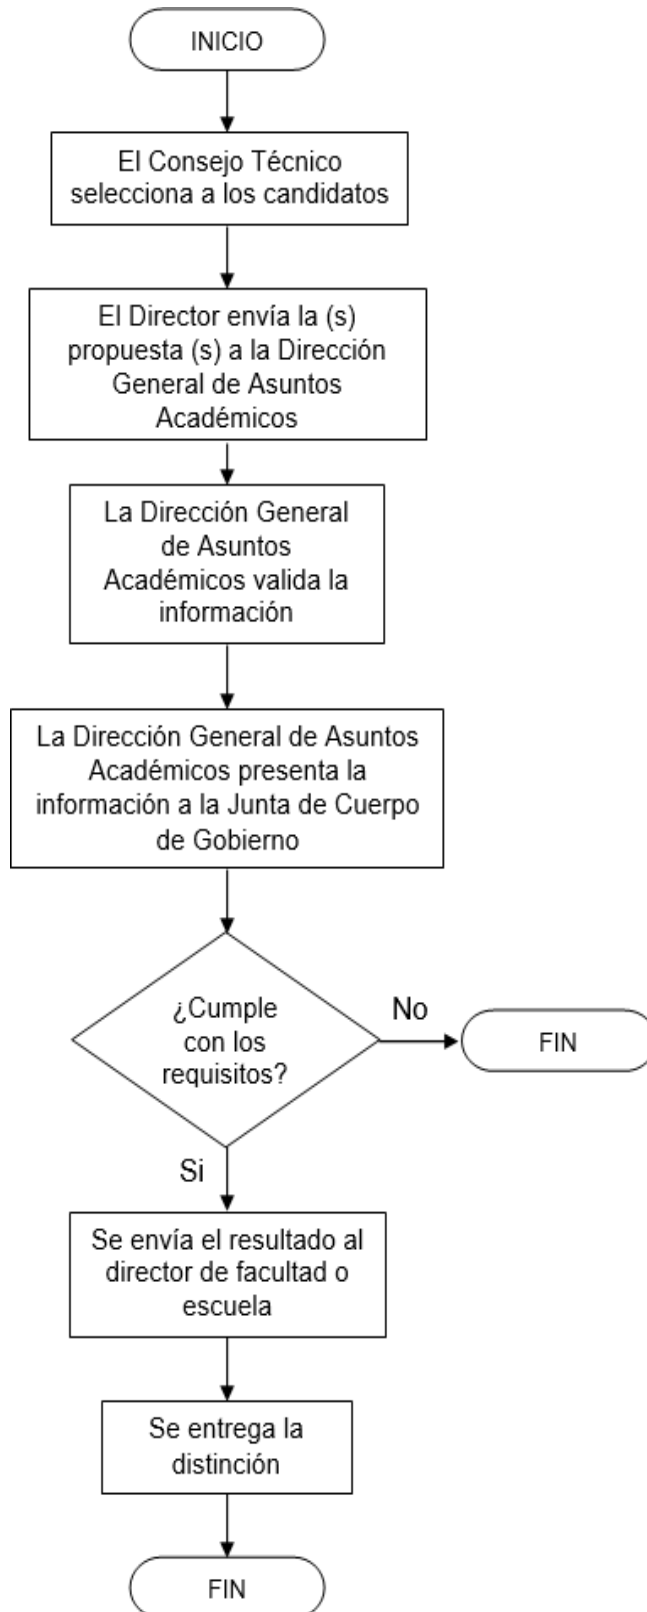 INICIO
El Consejo Técnico
selecciona a los candidatos
El Director envía la (s)
propuesta (s) a la Dirección
General de Asuntos
Académicos
La Dirección General
de Asuntos
Académicos valida la
información
La Dirección General de Asuntos
Académicos presenta la
información a la Junta de Cuerpo
de Gobierno
¿Cumple
con los
requisitos?
No
FIN
Si
Se envía el resultado al
director de facultad o
escuela
Se entrega la
distinción
FIN